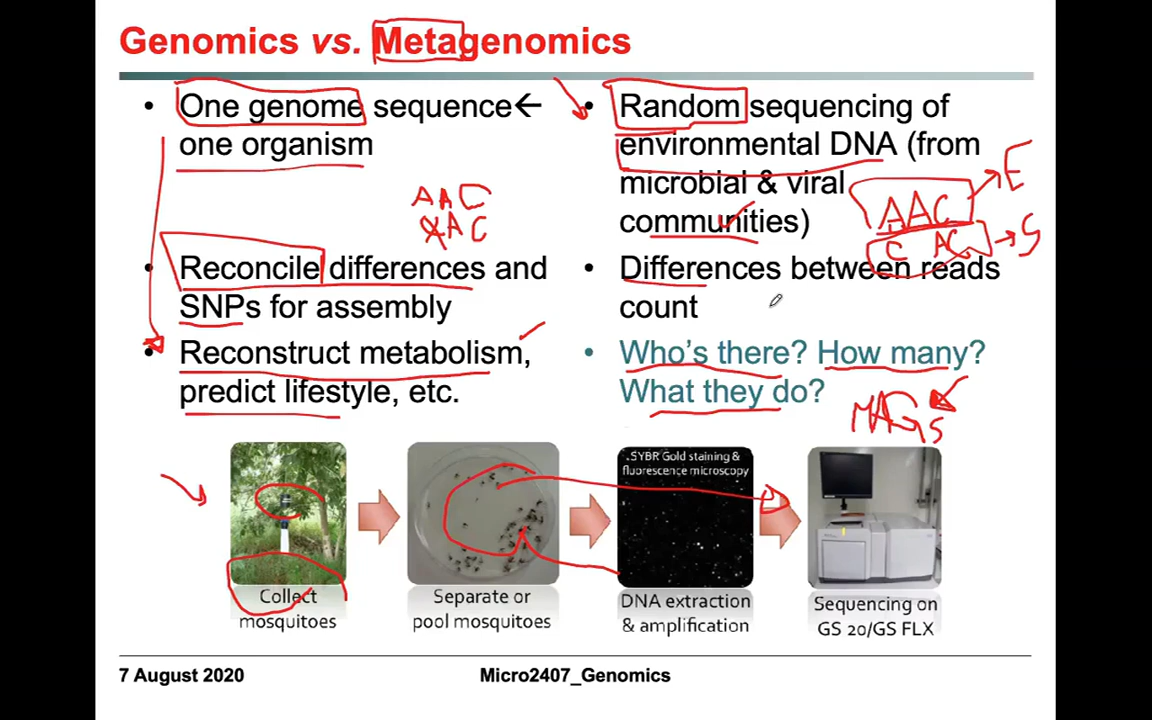 Genomics vs. Metagenomics
• One genome sequence←
one organism
AAC
AAC
• Reconcile differences and
SNPs for assembly
• Reconstruct metabolism,
predict lifestyle, etc.
• Random sequencing of
environmental DNA (from
microbial & viral
communities)
AAC → E
C AC → S
• Differences between reads
count
• Who's there? How many?
What they do?
MAGs
SYBR Gold staining &
fluorescence microscopy
Collect
mosquitoes
Separate or
pool mosquitoes
DNA extraction
& amplification
Sequencing on
GS 20/GS FLX
7 August 2020
Micro2407_Genomics